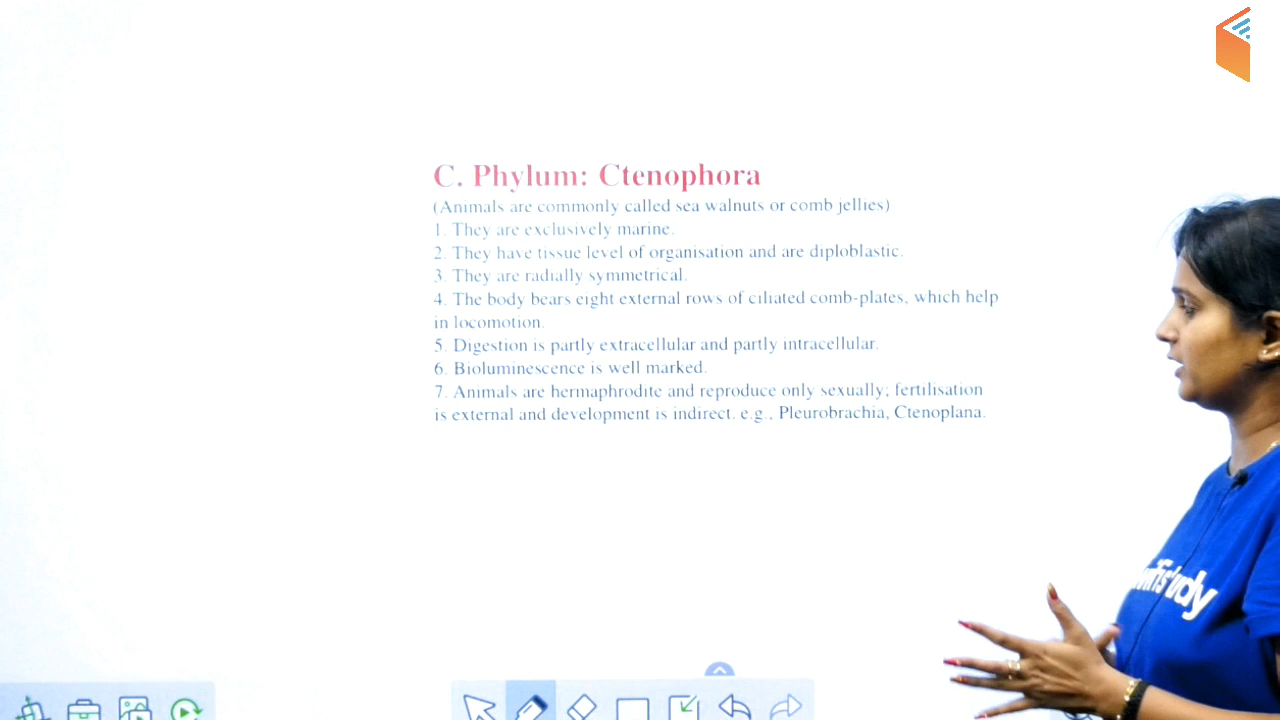 C. Phylum: Ctenophora
(Animals are commonly called sea walnuts or comb jellies)
1. They are exclusively marine.
2. They have tissue level of organisation and are diploblastic.
3. They are radially symmetrical.
4. The body bears eight external rows of ciliated comb-plates, which help
in locomotion.
5. Digestion is partly extracellular and partly intracellular.
6. Bioluminescence is well marked.
7. Animals are hermaphrodite and reproduce only sexually; fertilisation
is external and development is indirect. e.g., Pleurobrachia, Ctenoplana.